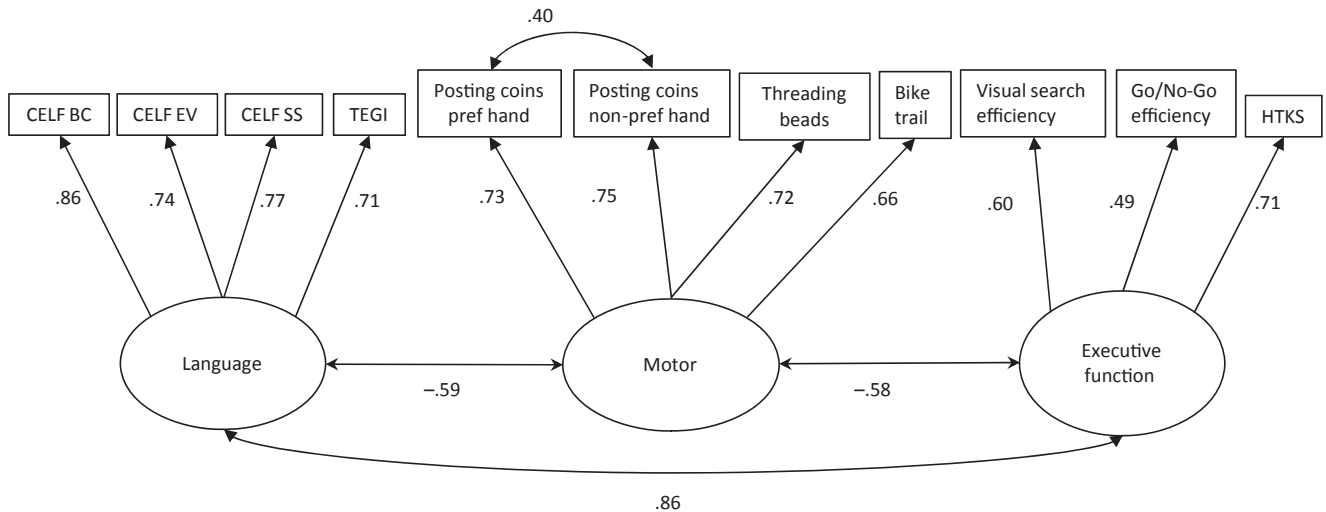 .40
CELF BC
CELF EV
CELF SS
TEGI
Posting coins
pref hand
Posting coins
non-pref hand
Threading
beads
Bike
trail
Visual search
efficiency
Go/No-Go
efficiency
HTKS
.86
.74
.77
.71
.73
.75
.72
.66
.60
.49
.71
Language
Motor
Executive
function
–.59
–.58
.86